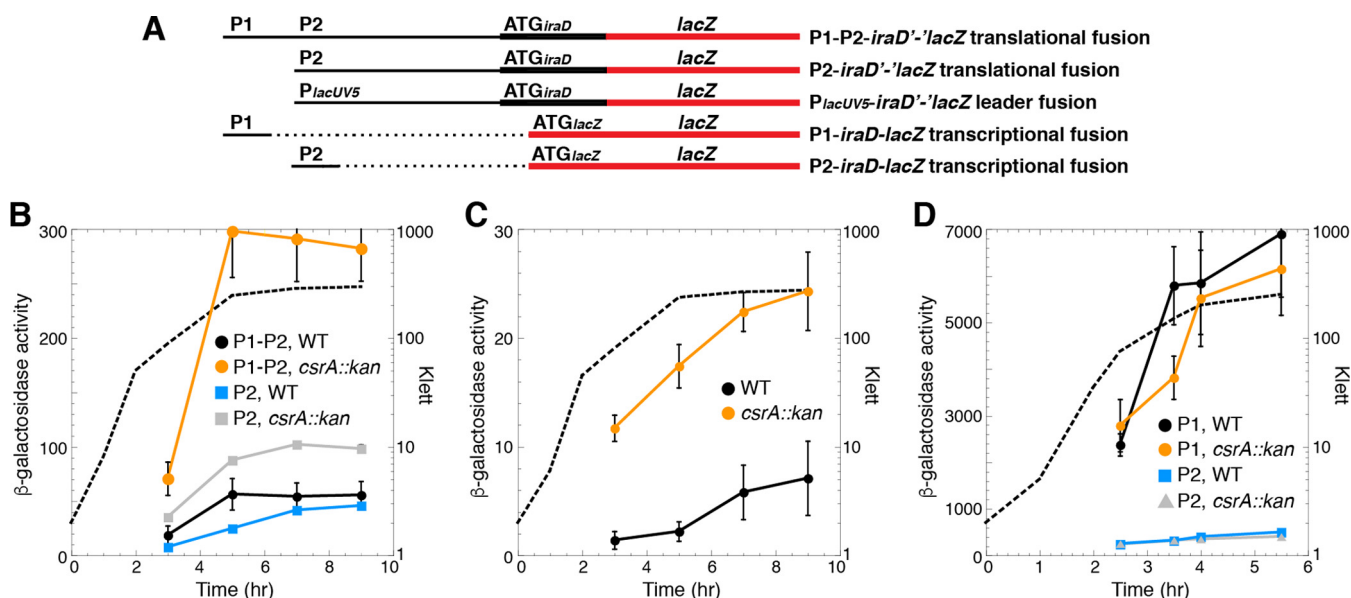 A
P1 P2 ATGiraD lacZ P1-P2-iraD'-'lacZ translational fusion
P2 ATGiraD lacZ P2-iraD'-'lacZ translational fusion
PlacUV5 ATGiraD lacZ PlacUV5-iraD'-'lacZ leader fusion
P1 ATGlacZ lacZ P1-iraD-lacZ transcriptional fusion
P2 ATGlacZ lacZ P2-iraD-lacZ transcriptional fusion
B
β-galactosidase activity
300
200
100
0
P1-P2, WT
P1-P2, csrA::kan
P2, WT
P2, csrA::kan
1000
100
10
1
Klett
0 2 4 6 8 10
Time (hr)
C
β-galactosidase activity
30
20
10
0
WT
csrA::kan
1000
100
10
1
Klett
0 2 4 6 8 10
Time (hr)
D
β-galactosidase activity
7000
5000
3000
1000
0
P1, WT
P1, csrA::kan
P2, WT
P2, csrA::kan
1000
100
10
1
Klett
0 1 2 3 4 5 6
Time (hr)